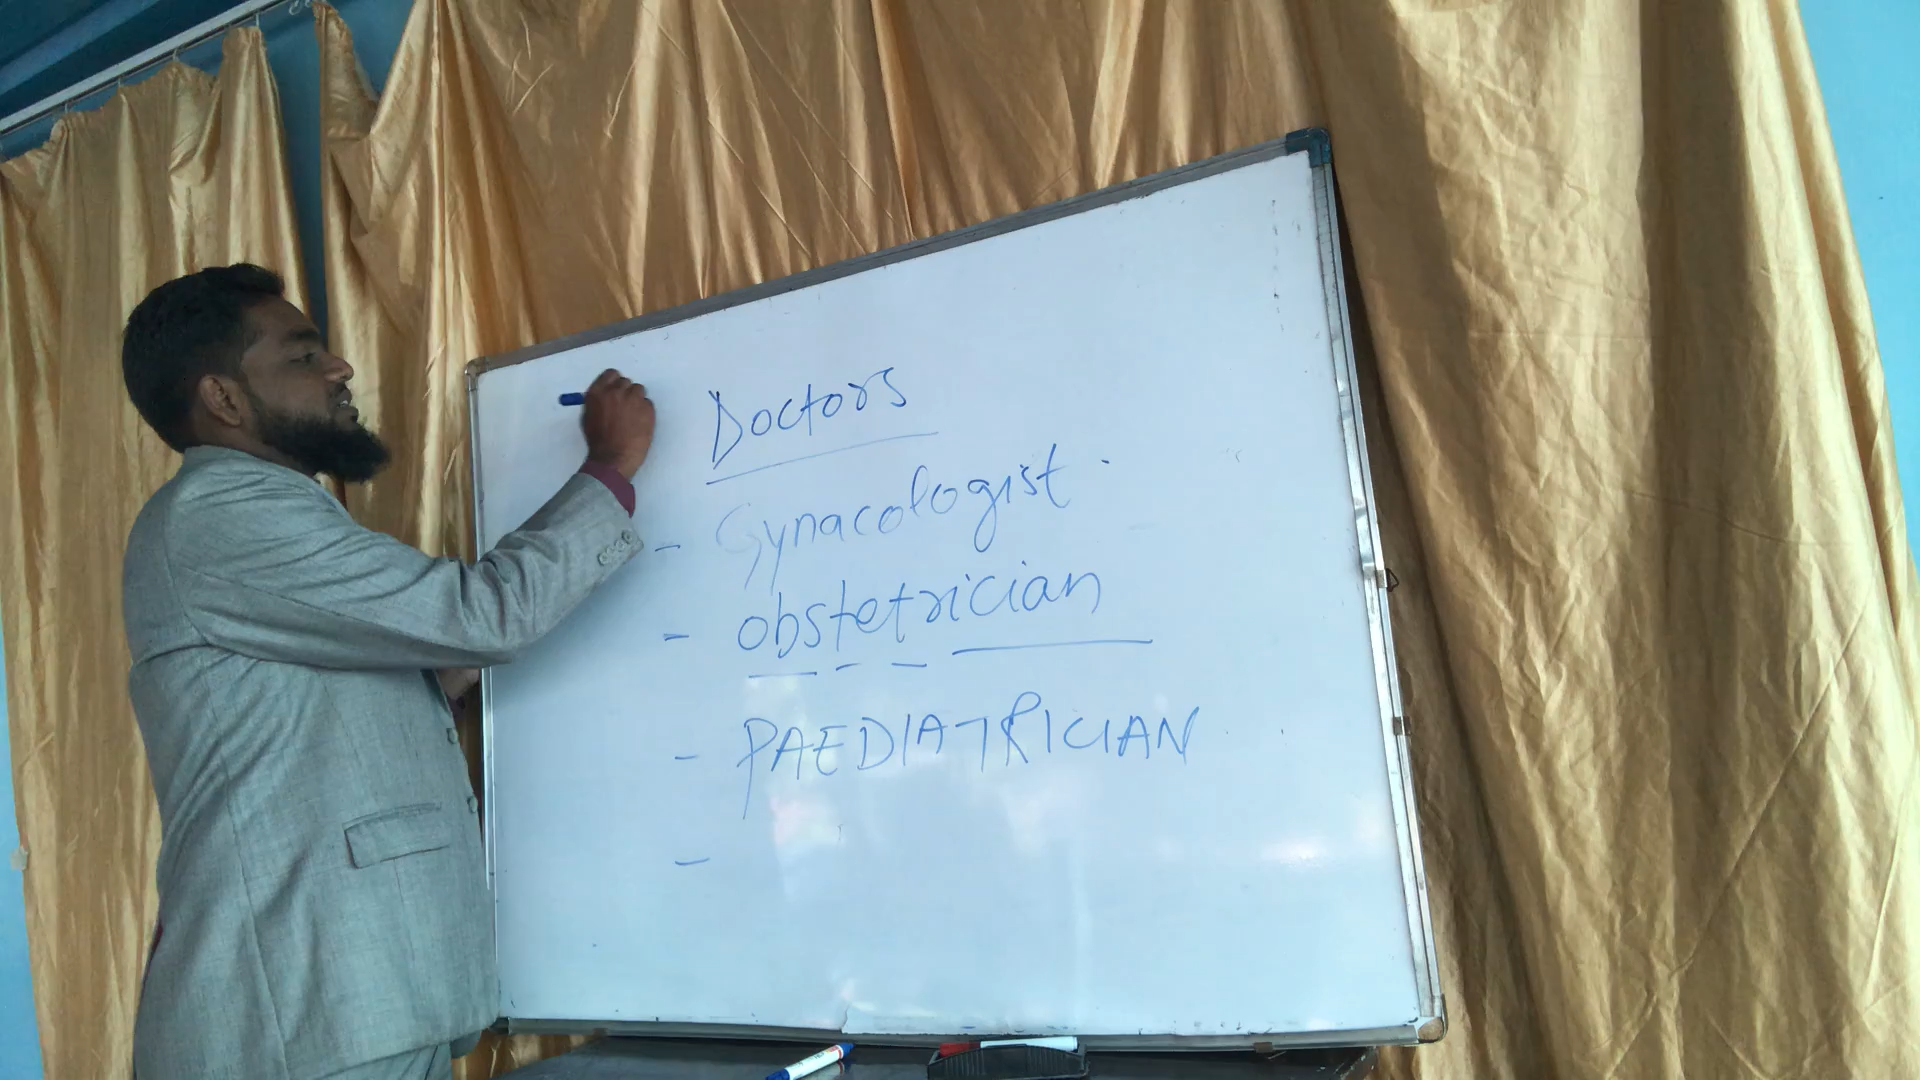 Doctors
- Gynacologist
- obstetrician
- PAEDIATRICIAN
-